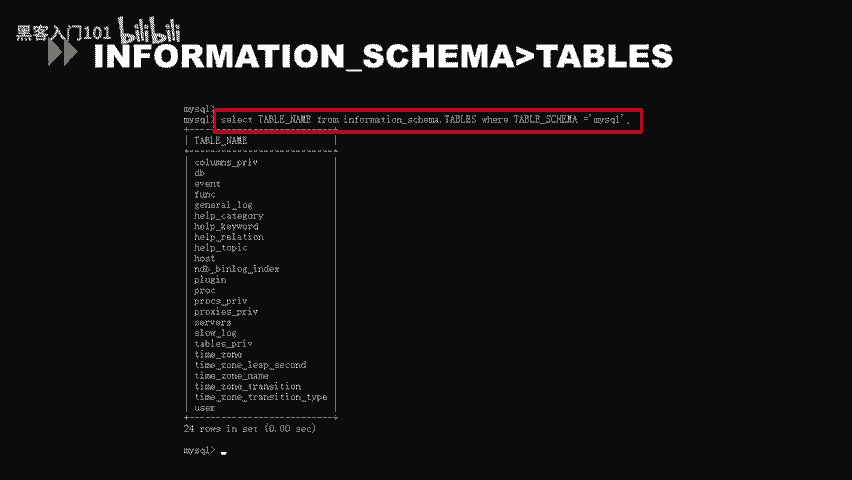 黑客入门101 bilibili
INFORMATION_SCHEMA>TABLES
mysql>
mysql> select TABLE_NAME from information_schema.TABLES where TABLE_SCHEMA ='mysql';
+---------------------------+
| TABLE_NAME |
+---------------------------+
| columns_priv |
| db |
| event |
| func |
| general_log |
| help_category |
| help_keyword |
| help_relation |
| help_topic |
| host |
| ndb_binlog_index |
| plugin |
| proc |
| procs_priv |
| proxies_priv |
| servers |
| slow_log |
| tables_priv |
| time_zone |
| time_zone_leap_second |
| time_zone_name |
| time_zone_transition |
| time_zone_transition_type |
| user |
+---------------------------+
24 rows in set (0.00 sec)
mysql> _